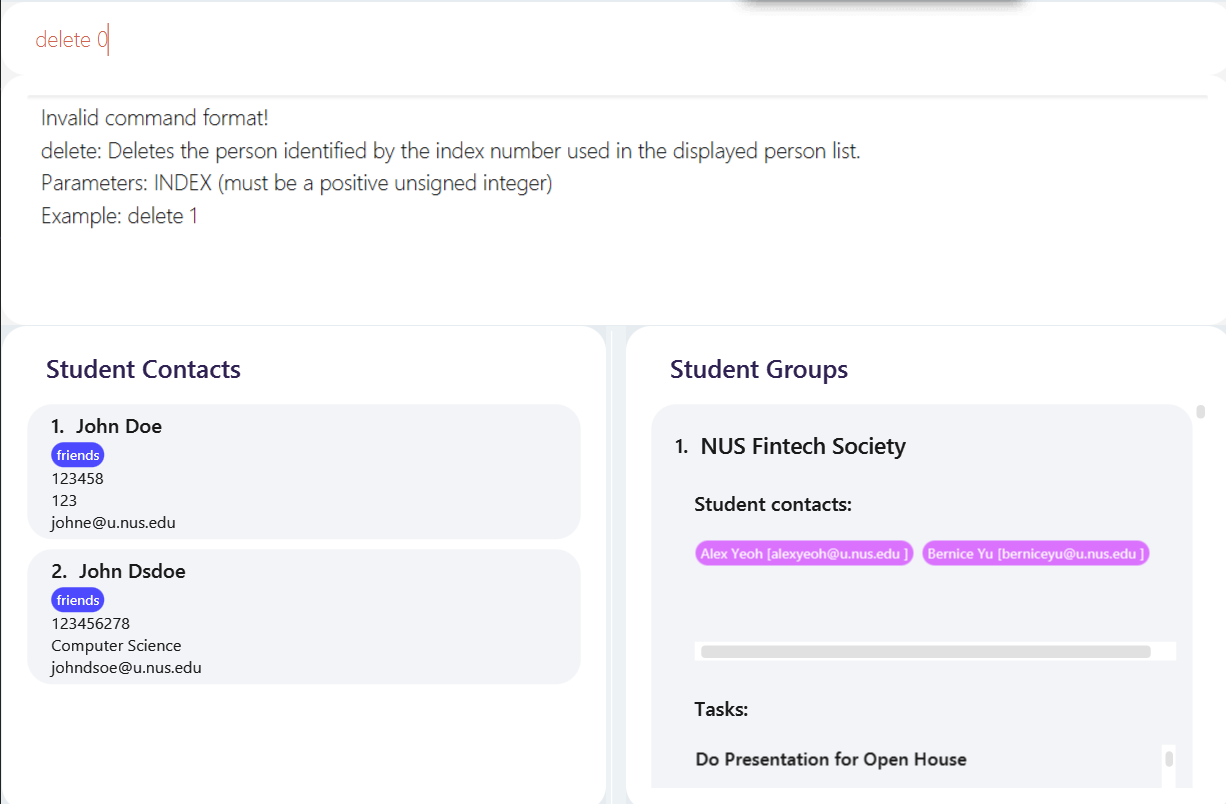 delete 0
Invalid command format!
delete: Deletes the person identified by the index number used in the displayed person list.
Parameters: INDEX (must be a positive unsigned integer)
Example: delete 1
Student Contacts
1. John Doe
friends
123458
123
johne@u.nus.edu
2. John Dsdoe
friends
123456278
Computer Science
johndsoe@u.nus.edu
Student Groups
1. NUS Fintech Society
Student contacts:
Alex Yeoh [alexyeoh@u.nus.edu ] Bernice Yu [berniceyu@u.nus.edu ]
Tasks:
Do Presentation for Open House